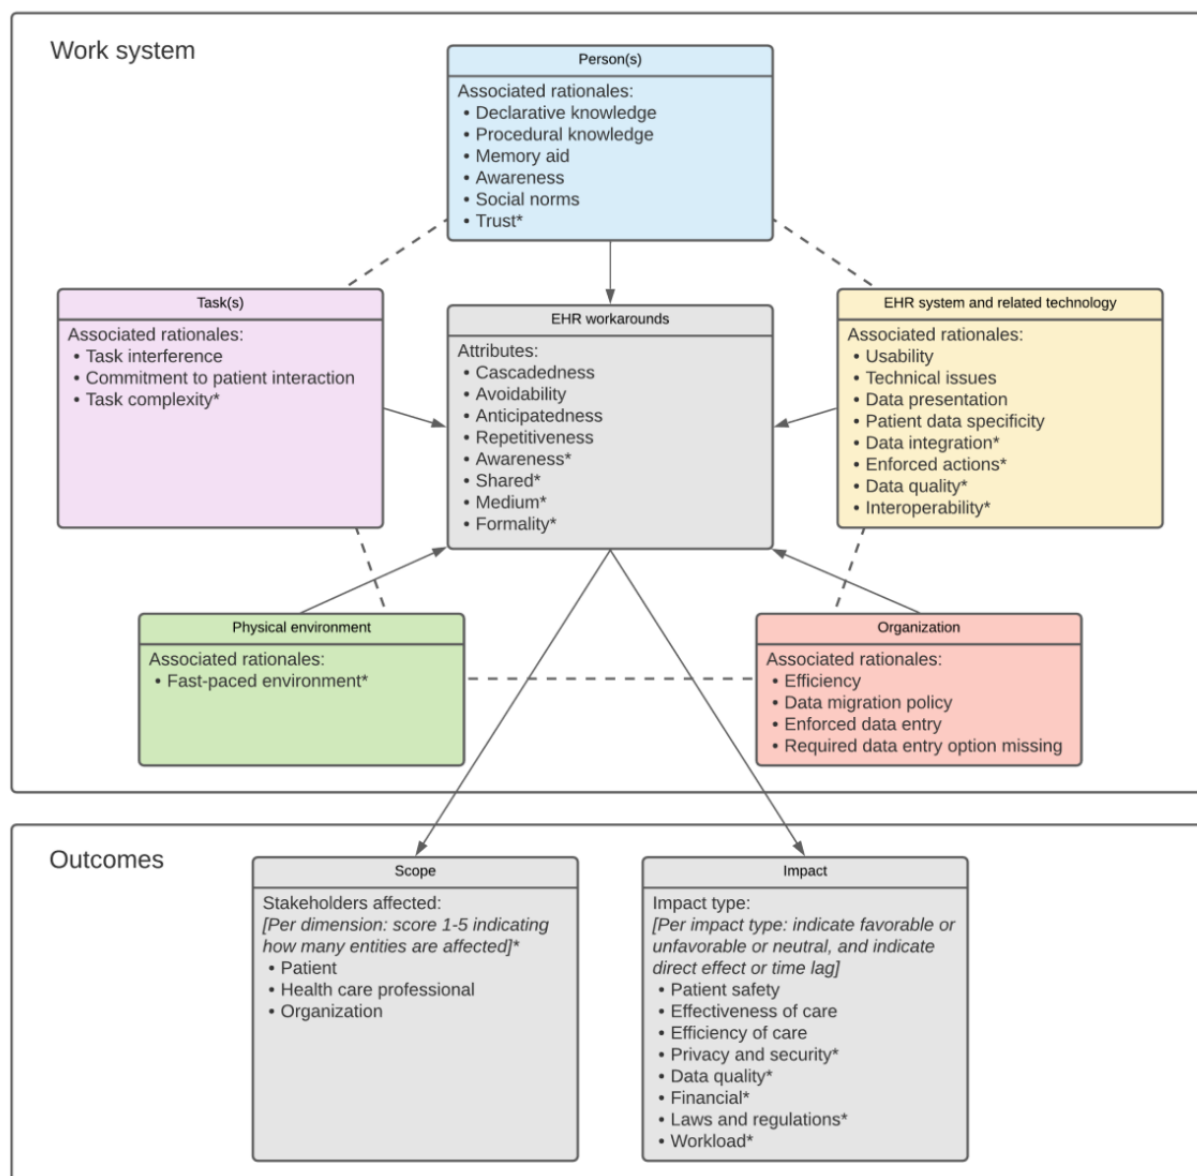 Work system
Person(s)
Associated rationales:
• Declarative knowledge
• Procedural knowledge
• Memory aid
• Awareness
• Social norms
• Trust*
Task(s)
Associated rationales:
• Task interference
• Commitment to patient interaction
• Task complexity*
EHR workarounds
Attributes:
• Cascadedness
• Avoidability
• Anticipatedness
• Repetitiveness
• Awareness*
• Shared*
• Medium*
• Formality*
EHR system and related technology
Associated rationales:
• Usability
• Technical issues
• Data presentation
• Patient data specificity
• Data integration*
• Enforced actions*
• Data quality*
• Interoperability*
Physical environment
Associated rationales:
• Fast-paced environment*
Organization
Associated rationales:
• Efficiency
• Data migration policy
• Enforced data entry
• Required data entry option missing
Outcomes
Scope
Stakeholders affected:
[Per dimension: score 1-5 indicating
how many entities are affected]*
• Patient
• Health care professional
• Organization
Impact
Impact type:
[Per impact type: indicate favorable or
unfavorable or neutral, and indicate
direct effect or time lag]
• Patient safety
• Effectiveness of care
• Efficiency of care
• Privacy and security*
• Data quality*
• Financial*
• Laws and regulations*
• Workload*